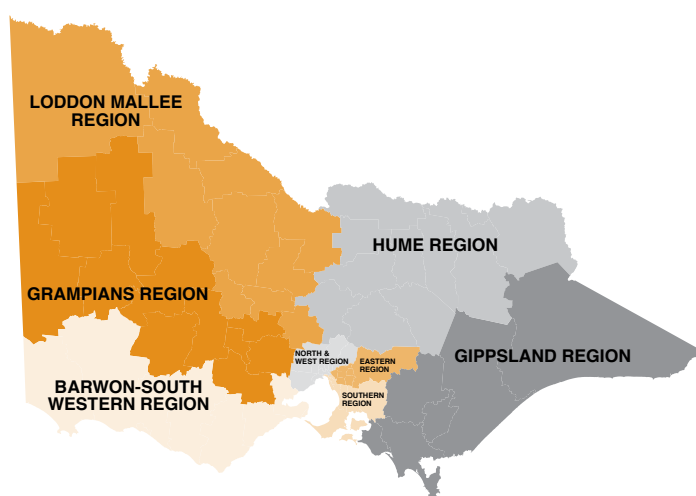 LODDON MALLEE
REGION
HUME REGION
GRAMPIANS REGION
NORTH &
WEST REGION
EASTERN
REGION
GIPPSLAND REGION
BARWON-SOUTH
WESTERN REGION
SOUTHERN
REGION